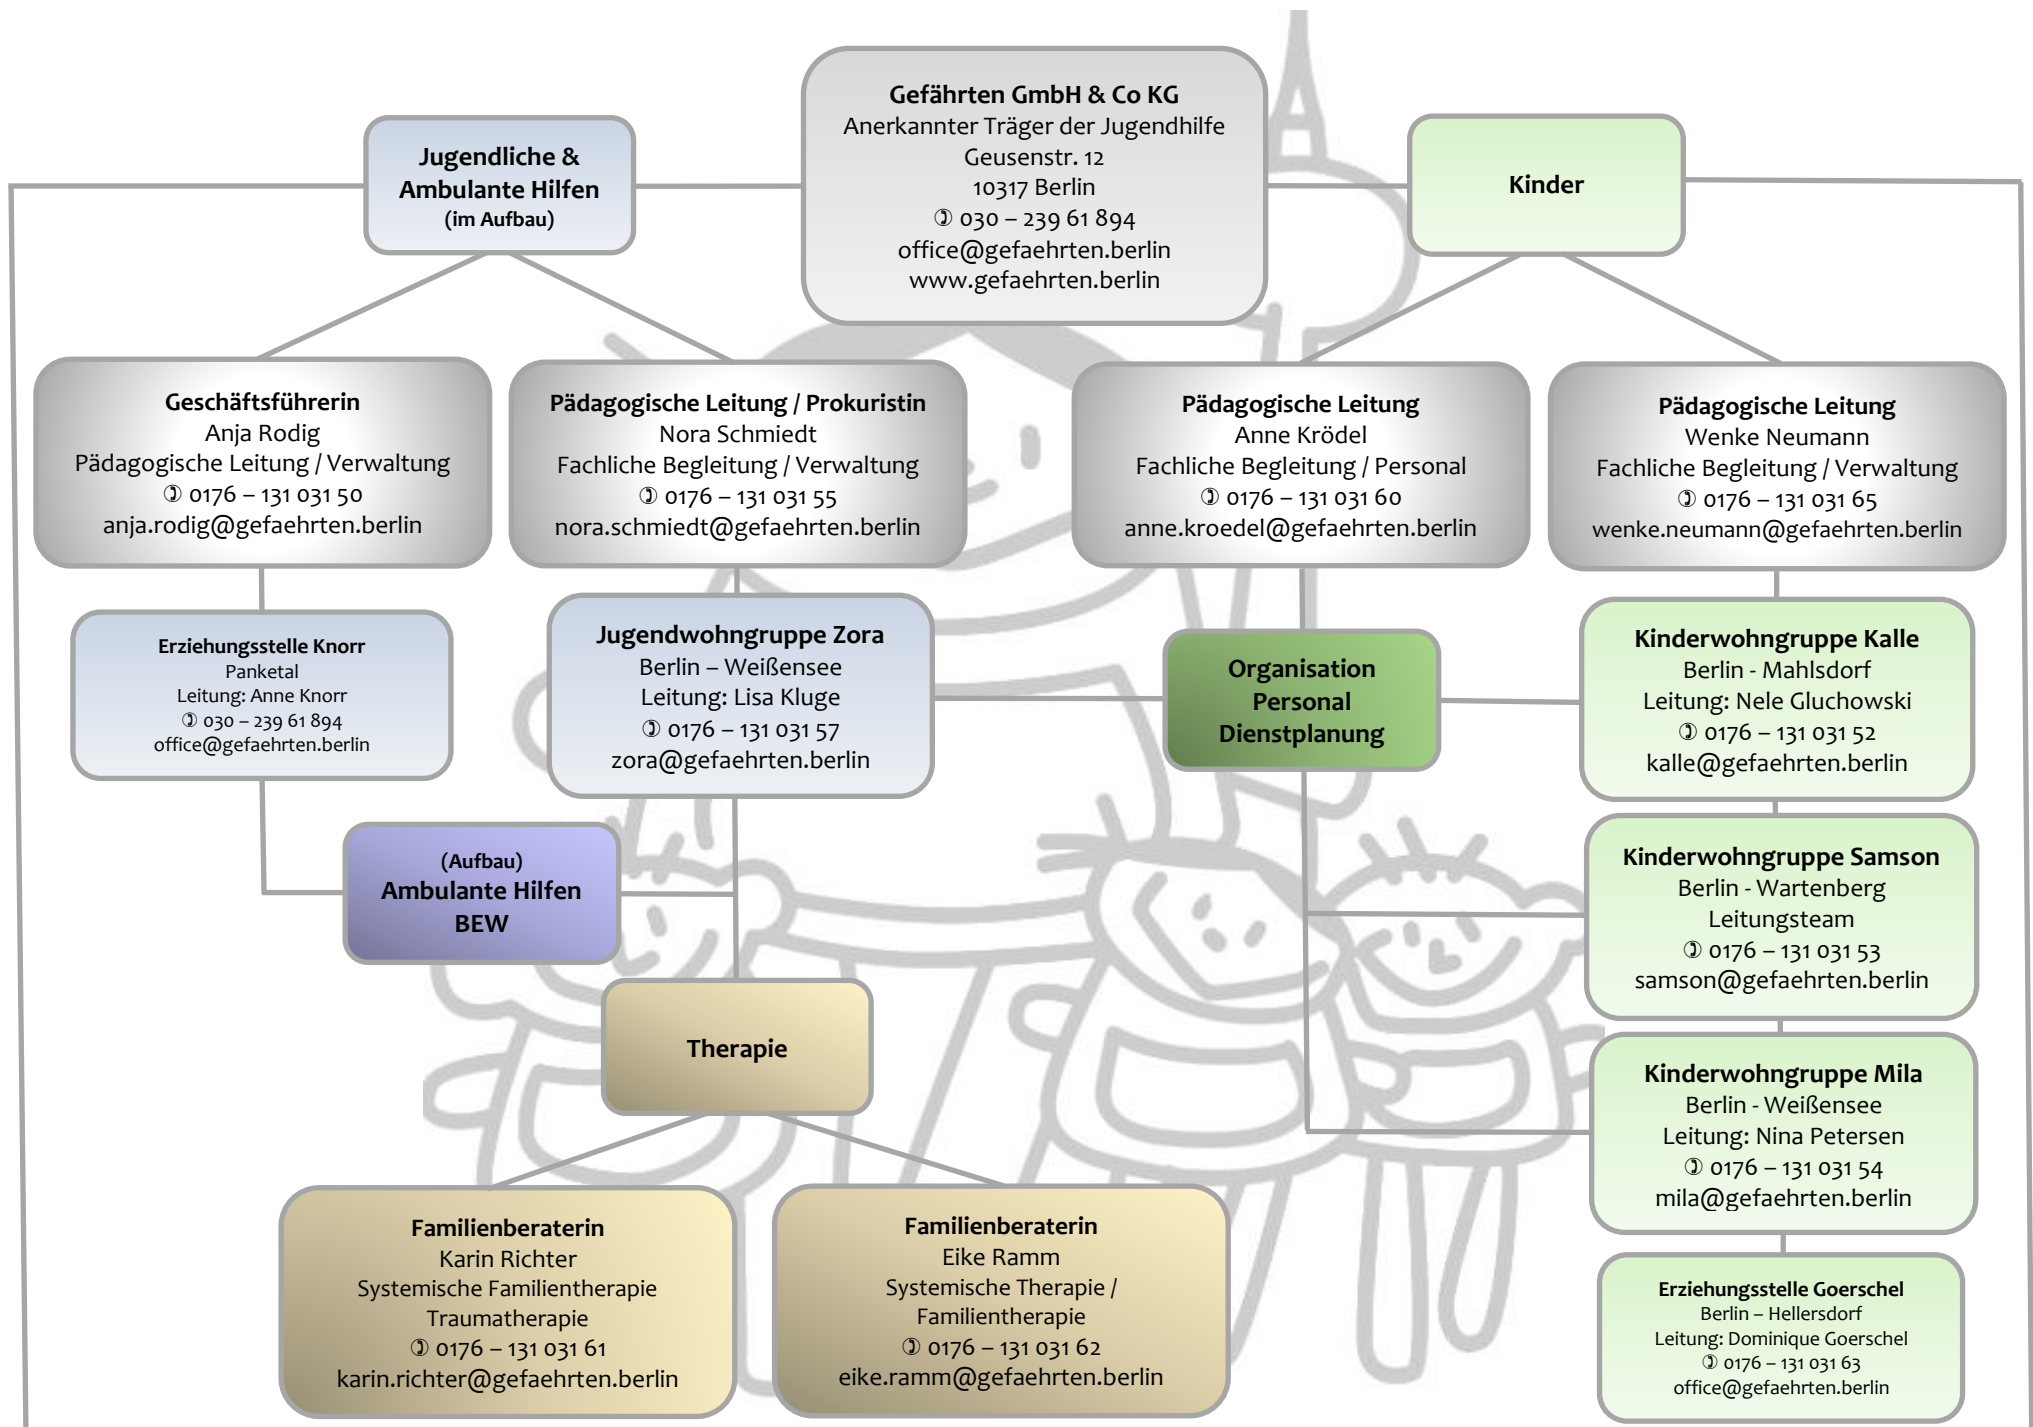 Gefährten GmbH & Co KG
Anerkannter Träger der Jugendhilfe
Geusenstr. 12
10317 Berlin
✆ 030 – 239 61 894
office@gefaehrten.berlin
www.gefaehrten.berlin
Jugendliche &
Ambulante Hilfen
(im Aufbau)
Kinder
Geschäftsführerin
Anja Rodig
Pädagogische Leitung / Verwaltung
✆ 0176 – 131 031 50
anja.rodig@gefaehrten.berlin
Pädagogische Leitung / Prokuristin
Nora Schmiedt
Fachliche Begleitung / Verwaltung
✆ 0176 – 131 031 55
nora.schmiedt@gefaehrten.berlin
Pädagogische Leitung
Anne Krödel
Fachliche Begleitung / Personal
✆ 0176 – 131 031 60
anne.kroedel@gefaehrten.berlin
Pädagogische Leitung
Wenke Neumann
Fachliche Begleitung / Verwaltung
✆ 0176 – 131 031 65
wenke.neumann@gefaehrten.berlin
Erziehungsstelle Knorr
Panketal
Leitung: Anne Knorr
✆ 030 – 239 61 894
office@gefaehrten.berlin
Jugendwohngruppe Zora
Berlin – Weißensee
Leitung: Lisa Kluge
✆ 0176 – 131 031 57
zora@gefaehrten.berlin
Organisation
Personal
Dienstplanung
Kinderwohngruppe Kalle
Berlin - Mahlsdorf
Leitung: Nele Gluchowski
✆ 0176 – 131 031 52
kalle@gefaehrten.berlin
(Aufbau)
Ambulante Hilfen
BEW
Kinderwohngruppe Samson
Berlin - Wartenberg
Leitungsteam
✆ 0176 – 131 031 53
samson@gefaehrten.berlin
Therapie
Kinderwohngruppe Mila
Berlin - Weißensee
Leitung: Nina Petersen
✆ 0176 – 131 031 54
mila@gefaehrten.berlin
Familienberaterin
Karin Richter
Systemische Familientherapie
Traumatherapie
✆ 0176 – 131 031 61
karin.richter@gefaehrten.berlin
Familienberaterin
Eike Ramm
Systemische Therapie /
Familientherapie
✆ 0176 – 131 031 62
eike.ramm@gefaehrten.berlin
Erziehungsstelle Goerschel
Berlin – Hellersdorf
Leitung: Dominique Goerschel
✆ 0176 – 131 031 63
office@gefaehrten.berlin